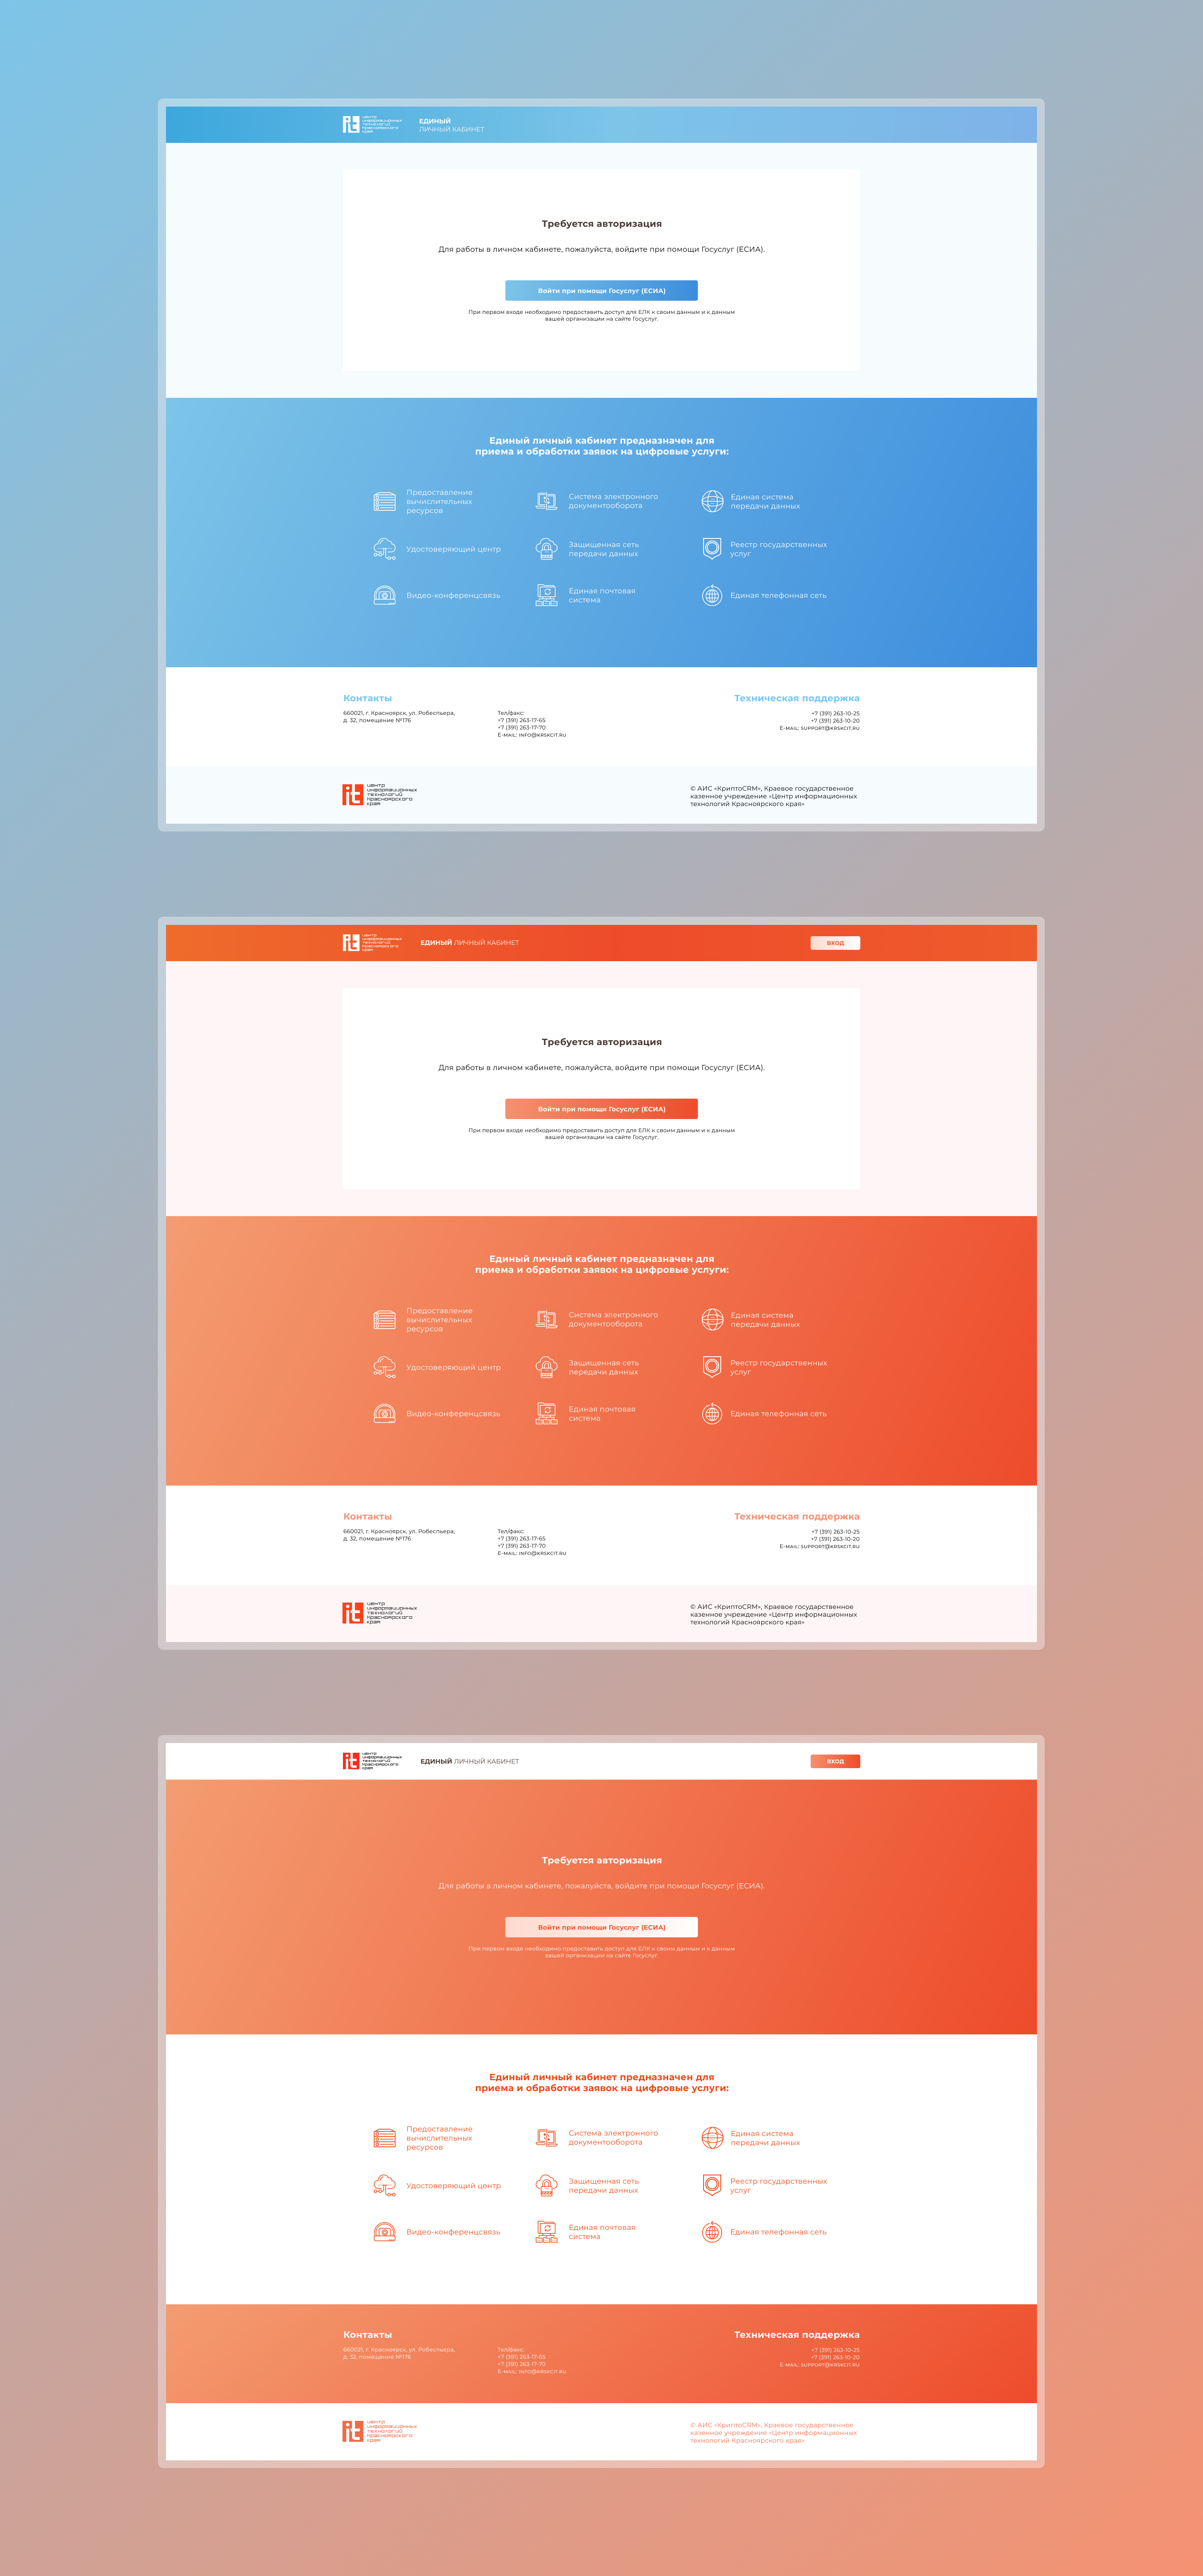 it центр
информационных
технологий
Красноярского
края
ЕДИНЫЙ
ЛИЧНЫЙ КАБИНЕТ
Требуется авторизация
Для работы в личном кабинете, пожалуйста, войдите при помощи Госуслуг (ЕСИА).
Войти при помощи Госуслуг (ЕСИА)
При первом входе необходимо предоставить доступ для ЕЛК к своим данным и к данным
вашей организации на сайте Госуслуг.
Единый личный кабинет предназначен для
приема и обработки заявок на цифровые услуги:
Предоставление
вычислительных
ресурсов
Система электронного
документооборота
Единая система
передачи данных
Удостоверяющий центр
Защищенная сеть
передачи данных
Реестр государственных
услуг
Видео-конференцсвязь
Единая почтовая
система
Единая телефонная сеть
Контакты
660021, г. Красноярск, ул. Робеспьера,
д. 32, помещение №176
Тел/факс:
+7 (391) 263-17-65
+7 (391) 263-17-70
E-MAIL: INFO@KRSKCIT.RU
Техническая поддержка
+7 (391) 263-10-25
+7 (391) 263-10-20
E-MAIL: SUPPORT@KRSKCIT.RU
it центр
информационных
технологий
Красноярского
края
© АИС «КриптоCRM», Краевое государственное
казенное учреждение «Центр информационных
технологий Красноярского края»
it центр
информационных
технологий
Красноярского
края
ЕДИНЫЙ ЛИЧНЫЙ КАБИНЕТ
ВХОД
Требуется авторизация
Для работы в личном кабинете, пожалуйста, войдите при помощи Госуслуг (ЕСИА).
Войти при помощи Госуслуг (ЕСИА)
При первом входе необходимо предоставить доступ для ЕЛК к своим данным и к данным
вашей организации на сайте Госуслуг.
Единый личный кабинет предназначен для
приема и обработки заявок на цифровые услуги:
Предоставление
вычислительных
ресурсов
Система электронного
документооборота
Единая система
передачи данных
Удостоверяющий центр
Защищенная сеть
передачи данных
Реестр государственных
услуг
Видео-конференцсвязь
Единая почтовая
система
Единая телефонная сеть
Контакты
660021, г. Красноярск, ул. Робеспьера,
д. 32, помещение №176
Тел/факс:
+7 (391) 263-17-65
+7 (391) 263-17-70
E-MAIL: INFO@KRSKCIT.RU
Техническая поддержка
+7 (391) 263-10-25
+7 (391) 263-10-20
E-MAIL: SUPPORT@KRSKCIT.RU
it центр
информационных
технологий
Красноярского
края
© АИС «КриптоCRM», Краевое государственное
казенное учреждение «Центр информационных
технологий Красноярского края»
it центр
информационных
технологий
Красноярского
края
ЕДИНЫЙ ЛИЧНЫЙ КАБИНЕТ
ВХОД
Требуется авторизация
Для работы в личном кабинете, пожалуйста, войдите при помощи Госуслуг (ЕСИА).
Войти при помощи Госуслуг (ЕСИА)
При первом входе необходимо предоставить доступ для ЕЛК к своим данным и к данным
вашей организации на сайте Госуслуг.
Единый личный кабинет предназначен для
приема и обработки заявок на цифровые услуги:
Предоставление
вычислительных
ресурсов
Система электронного
документооборота
Единая система
передачи данных
Удостоверяющий центр
Защищенная сеть
передачи данных
Реестр государственных
услуг
Видео-конференцсвязь
Единая почтовая
система
Единая телефонная сеть
Контакты
660021, г. Красноярск, ул. Робеспьера,
д. 32, помещение №176
Тел/факс:
+7 (391) 263-17-65
+7 (391) 263-17-70
E-MAIL: INFO@KRSKCIT.RU
Техническая поддержка
+7 (391) 263-10-25
+7 (391) 263-10-20
E-MAIL: SUPPORT@KRSKCIT.RU
it центр
информационных
технологий
Красноярского
края
© АИС «КриптоCRM», Краевое государственное
казенное учреждение «Центр информационных
технологий Красноярского края»